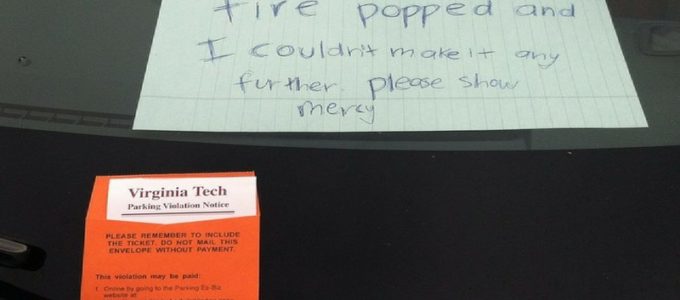 tire popped and
I couldn't make it any
further. please show
mercy
Virginia Tech
Parking Violation Notice
PLEASE REMEMBER TO INCLUDE
THE TICKET. DO NOT MAIL THIS
ENVELOPE WITHOUT PAYMENT.
This violation may be paid:
1. Online by going to the Parking Ez-Biz
website at